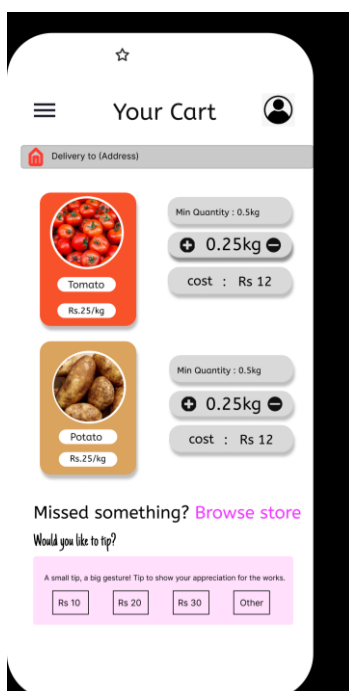 Your Cart
Delivery to (Address)
Min Quantity : 0.5kg
0.25kg
cost : Rs 12
Tomato
Rs.25/kg
Min Quantity : 0.5kg
0.25kg
cost : Rs 12
Potato
Rs.25/kg
Missed something? Browse store
Would you like to tip?
A small tip, a big gesture! Tip to show your appreciation for the works.
Rs 10 Rs 20 Rs 30 Other